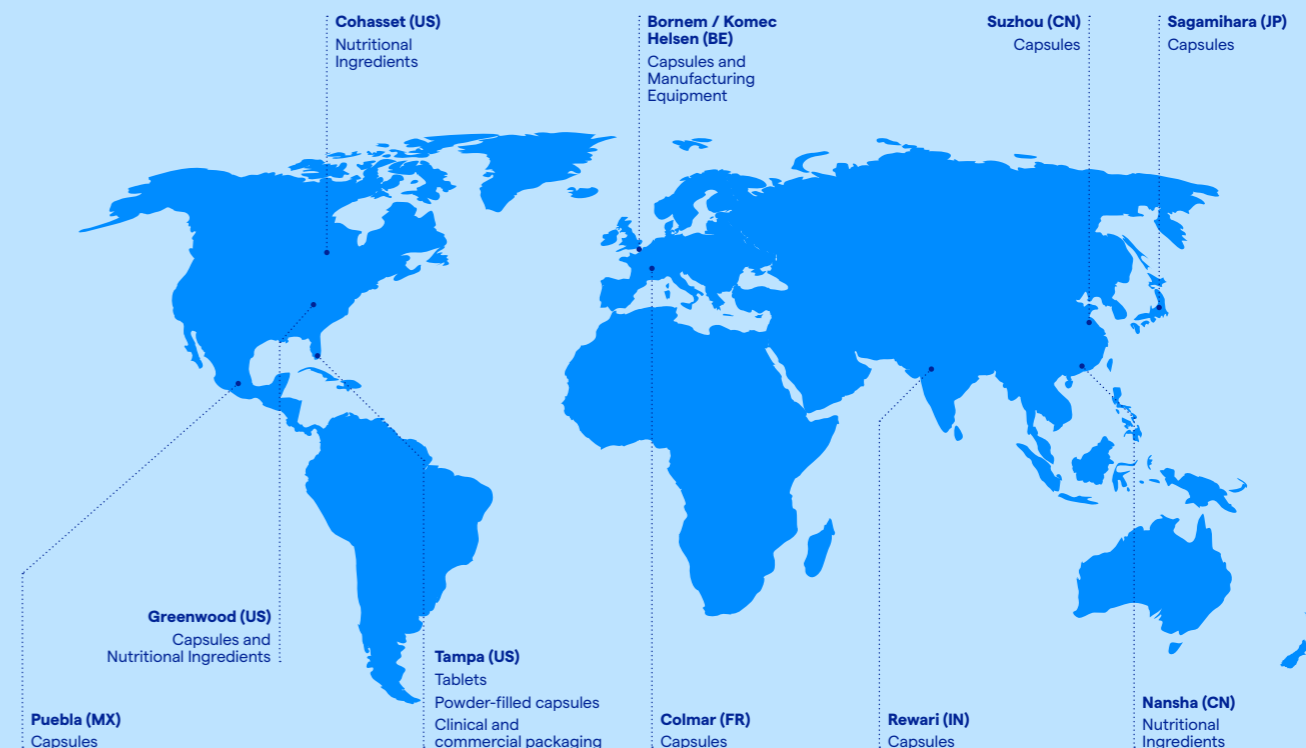 Cohasset (US)
Nutritional
Ingredients
Bornem / Komec
Helsen (BE)
Capsules and
Manufacturing
Equipment
Suzhou (CN)
Capsules
Sagamihara (JP)
Capsules
Greenwood (US)
Capsules and
Nutritional Ingredients
Puebla (MX)
Capsules
Tampa (US)
Tablets
Powder-filled capsules
Clinical and
commercial packaging
Colmar (FR)
Capsules
Rewari (IN)
Capsules
Nansha (CN)
Nutritional
Ingredients